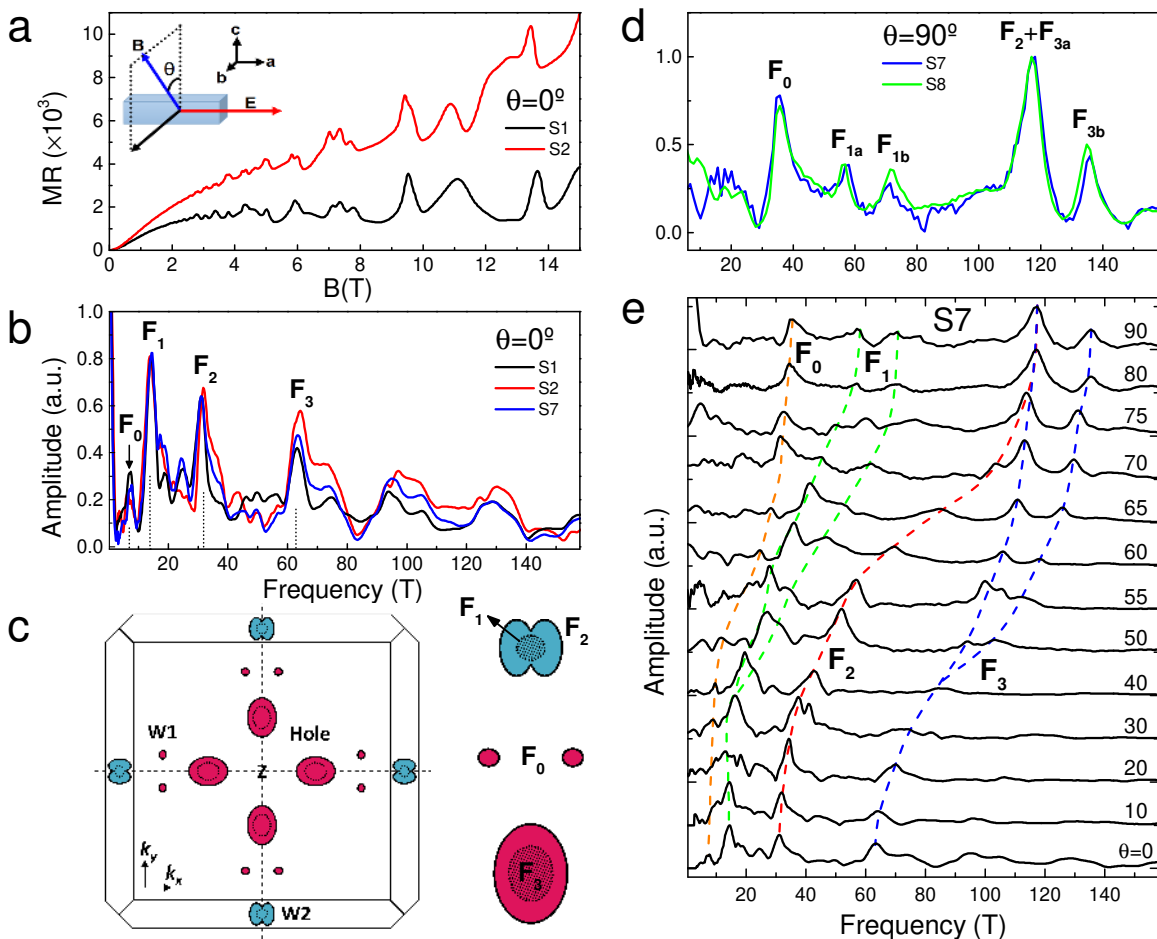 a
B
θ
E
c
b
a
θ=0º
S1
S2
MR (×10³)
10
8
6
4
2
0
0 2 4 6 8 10 12 14
B(T)
b
Amplitude (a.u.)
1.0
0.8
0.6
0.4
0.2
0.0
F₀
F₁
F₂
F₃
θ=0º
S1
S2
S7
0 20 40 60 80 100 120 140
Frequency (T)
c
W1
Hole
Z
W2
kᵧ
kₓ
F₁
F₂
F₀
F₃
d
θ=90º
S7
S8
F₀
F₁ₐ
F₁b
F₂+F₃ₐ
F₃b
1.0
0.5
0.0
20 40 60 80 100 120 140
e
S7
Amplitude (a.u.)
F₀
F₁
F₂
F₃
90
80
75
70
65
60
55
50
40
30
20
10
θ=0
0 20 40 60 80 100 120 140
Frequency (T)